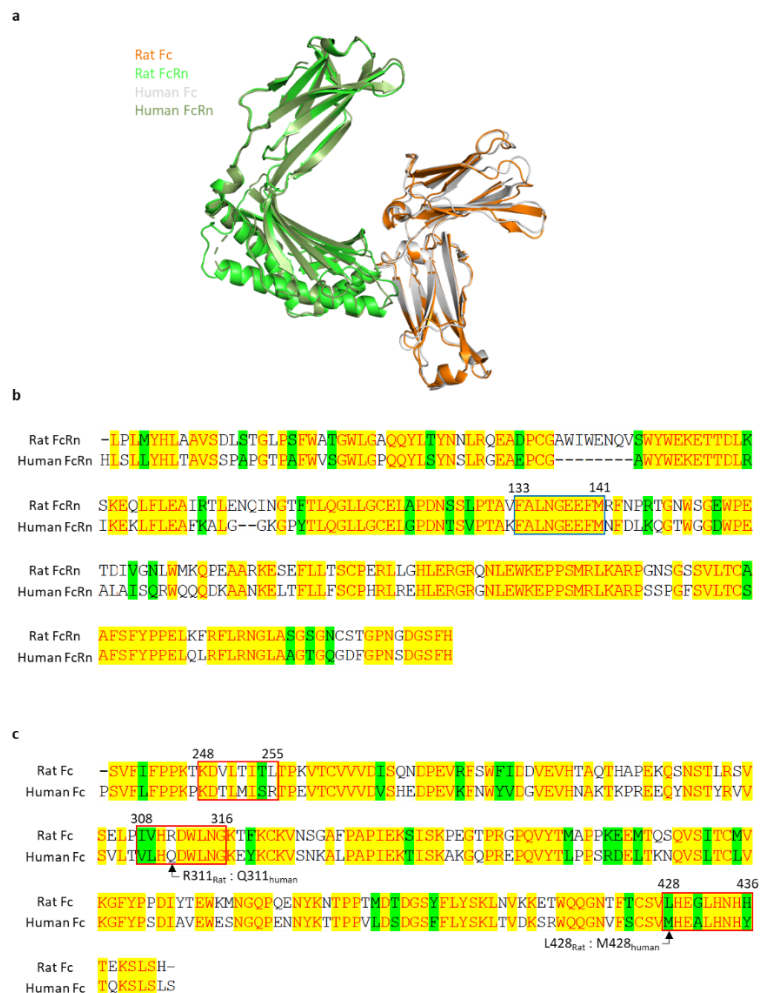 a
Rat Fc
Rat FcRn
Human Fc
Human FcRn
b
Rat FcRn -LPLMYHLAAVSDLSTGLPSFWATGWLGAQQYLTYNNLRQEADPCGAWIWENQVSWYWEKETTDLK
Human FcRn HLSLLYHLTAVSSPAPGTPAFWVSGWLGPQQYLSYNSLRGEAEPCG--------AWYWEKETTDLR
133 141
Rat FcRn SKEQLFLEAIRTLENQINGTFTLQGLLGCELAPDNSSLPTAVFALNGEEFMRFNPRTGNWSGEWPE
Human FcRn IKEKLFLEAFKALG--GKGPYTLQGLLGCELGPDNTSVPTAKFALNGEEFMNFDLKQGTWGGDWPE
Rat FcRn TDIVGNLWMKQPEAARKESEFLLTSCPERLLGHLERGRQNLEWKEPPSMRLKARPGNSGSSVLTCA
Human FcRn ALAISQRWQQQDKAANKELTFLLFSCPHRLREHLERGRGNLEWKEPPSMRLKARPSSPGFSVLTCS
Rat FcRn AFSFYPPELKFRFLRNGLASGSGNCSTGPNGDGSFH
Human FcRn AFSFYPPELQLRFLRNGLAAGTGQGDFGPNSDGSFH
c
248 255
Rat Fc -SVFIFPPKTKDVLTITLTPKVTCVVVDISQNDPEVRFSWFIDDVEVHTAQTHAPEKQSNSTLRSV
Human Fc PSVFLFPPKPKDTLMISRTPEVTCVVVDVSHEDPEVKFNWYVDGVEVHNAKTKPREEQYNSTYRVV
308 316
Rat Fc SELPIVHRDWLNGKTFKCKVNSGAFPAPIEKSISKPEGTPRGPQVYTMAPPKEEMTQSQVSITCMV
Human Fc SVLTVLHQDWLNGKEYKCKVSNKALPAPIEKTISKAKGQPREPQVYTLPPSRDELTKNQVSLTCLV
R311Rat : Q311human
428 436
Rat Fc KGFYPPDIYTEWKMNGQPQENYKNTPPTMDTDGSYFLYSKLNVKKETWQQGNTFTCSVLHEGLHNHH
Human Fc KGFYPSDIAVEWESNGQPENNYKTTPPVLDSDGSFFLYSKLTVDKSRWQQGNVFSCSVMHEALHNHY
L428Rat : M428human
Rat Fc TEKSLSH-
Human Fc TQKSLSLS